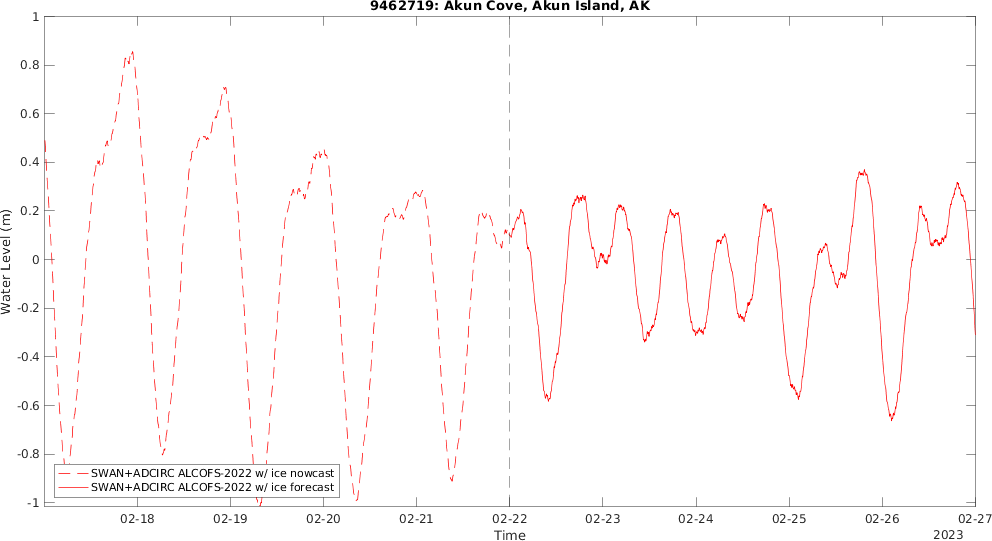 9462719: Akun Cove, Akun Island, AK
1
0.8
0.6
0.4
0.2
0
-0.2
-0.4
-0.6
-0.8
-1
Water Level (m)
SWAN+ADCIRC ALCOFS-2022 w/ ice nowcast
SWAN+ADCIRC ALCOFS-2022 w/ ice forecast
02-18 02-19 02-20 02-21 02-22 02-23 02-24 02-25 02-26 02-27
Time
2023